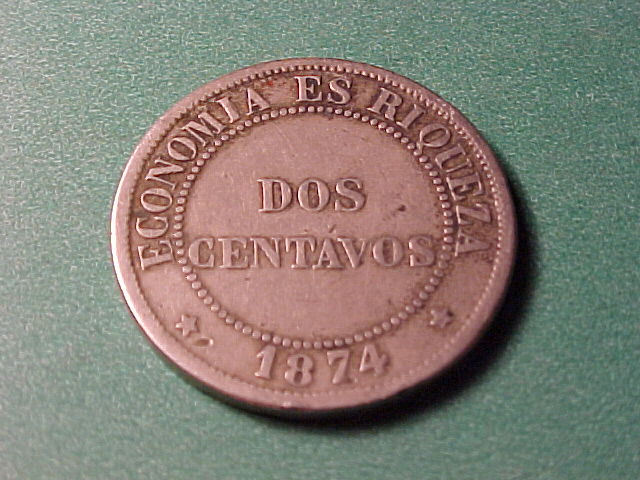 ECONOMIA ES RIQUEZA
DOS
CENTAVOS
1874